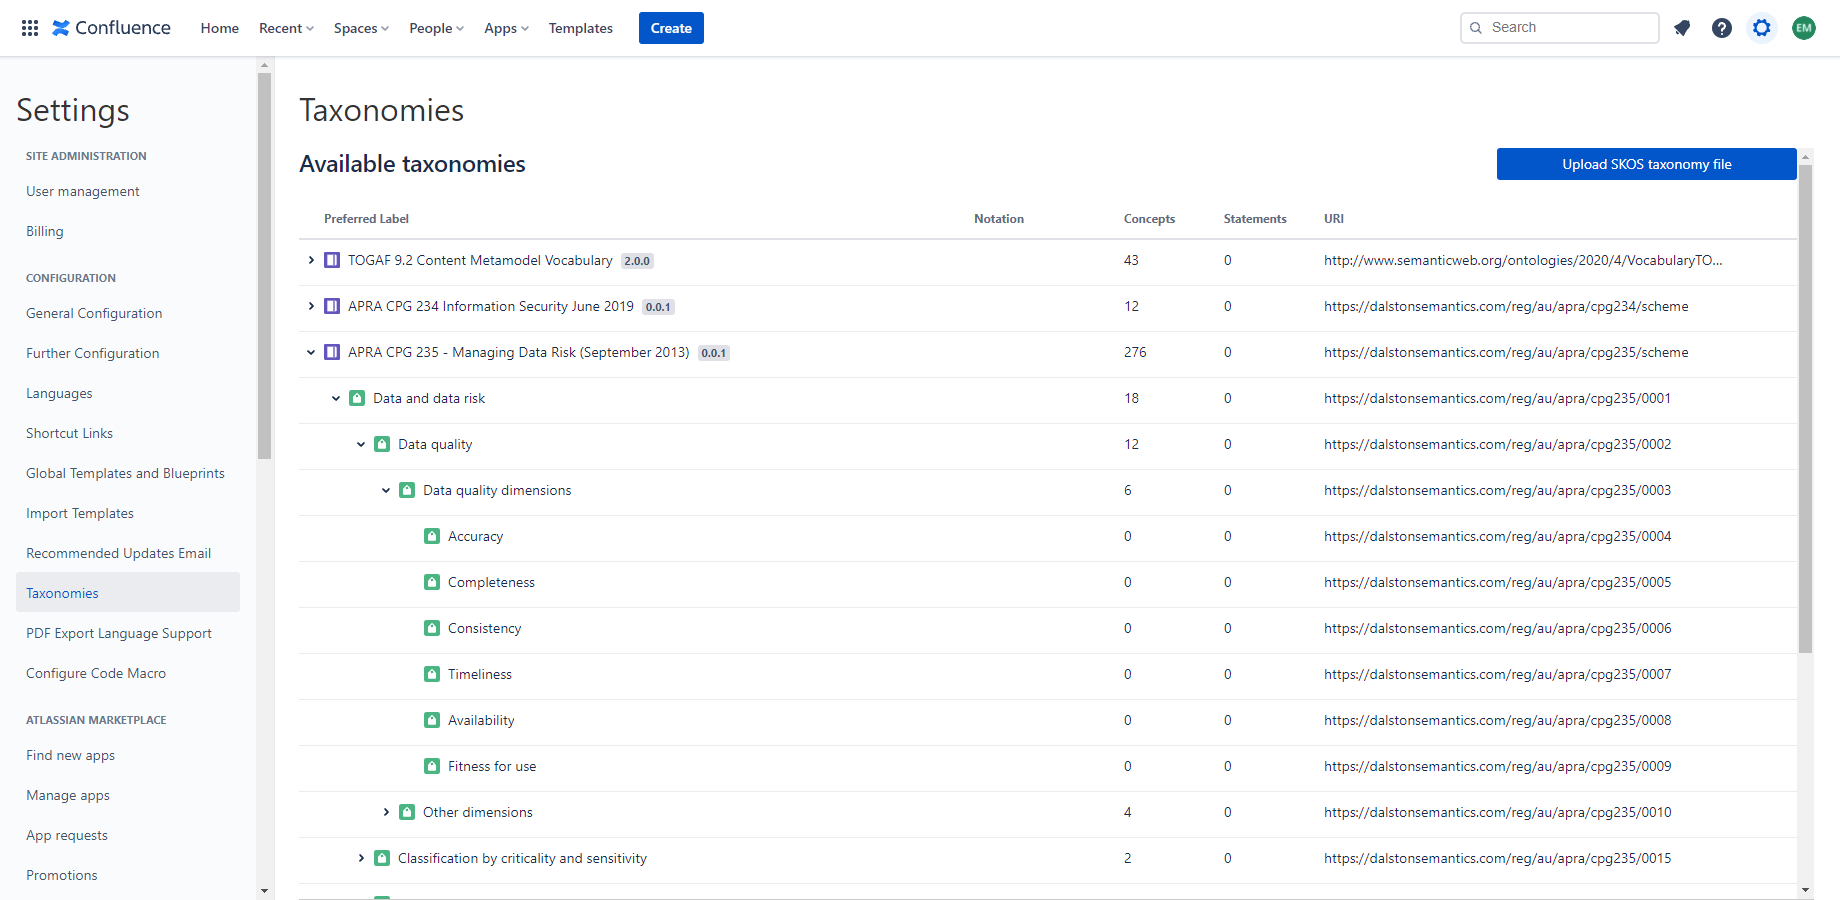 Confluence Home Recent Spaces People Apps Templates Create Search EM
Settings
SITE ADMINISTRATION
User management
Billing
CONFIGURATION
General Configuration
Further Configuration
Languages
Shortcut Links
Global Templates and Blueprints
Import Templates
Recommended Updates Email
Taxonomies
PDF Export Language Support
Configure Code Macro
ATLASSIAN MARKETPLACE
Find new apps
Manage apps
App requests
Promotions
Taxonomies
Available taxonomies Upload SKOS taxonomy file
Preferred Label Notation Concepts Statements URI
TOGAF 9.2 Content Metamodel Vocabulary 2.0.0 43 0 http://www.semanticweb.org/ontologies/2020/4/VocabularyTO...
APRA CPG 234 Information Security June 2019 0.0.1 12 0 https://dalstonsemantics.com/reg/au/apra/cpg234/scheme
APRA CPG 235 - Managing Data Risk (September 2013) 0.0.1 276 0 https://dalstonsemantics.com/reg/au/apra/cpg235/scheme
Data and data risk 18 0 https://dalstonsemantics.com/reg/au/apra/cpg235/0001
Data quality 12 0 https://dalstonsemantics.com/reg/au/apra/cpg235/0002
Data quality dimensions 6 0 https://dalstonsemantics.com/reg/au/apra/cpg235/0003
Accuracy 0 0 https://dalstonsemantics.com/reg/au/apra/cpg235/0004
Completeness 0 0 https://dalstonsemantics.com/reg/au/apra/cpg235/0005
Consistency 0 0 https://dalstonsemantics.com/reg/au/apra/cpg235/0006
Timeliness 0 0 https://dalstonsemantics.com/reg/au/apra/cpg235/0007
Availability 0 0 https://dalstonsemantics.com/reg/au/apra/cpg235/0008
Fitness for use 0 0 https://dalstonsemantics.com/reg/au/apra/cpg235/0009
Other dimensions 4 0 https://dalstonsemantics.com/reg/au/apra/cpg235/0010
Classification by criticality and sensitivity 2 0 https://dalstonsemantics.com/reg/au/apra/cpg235/0015